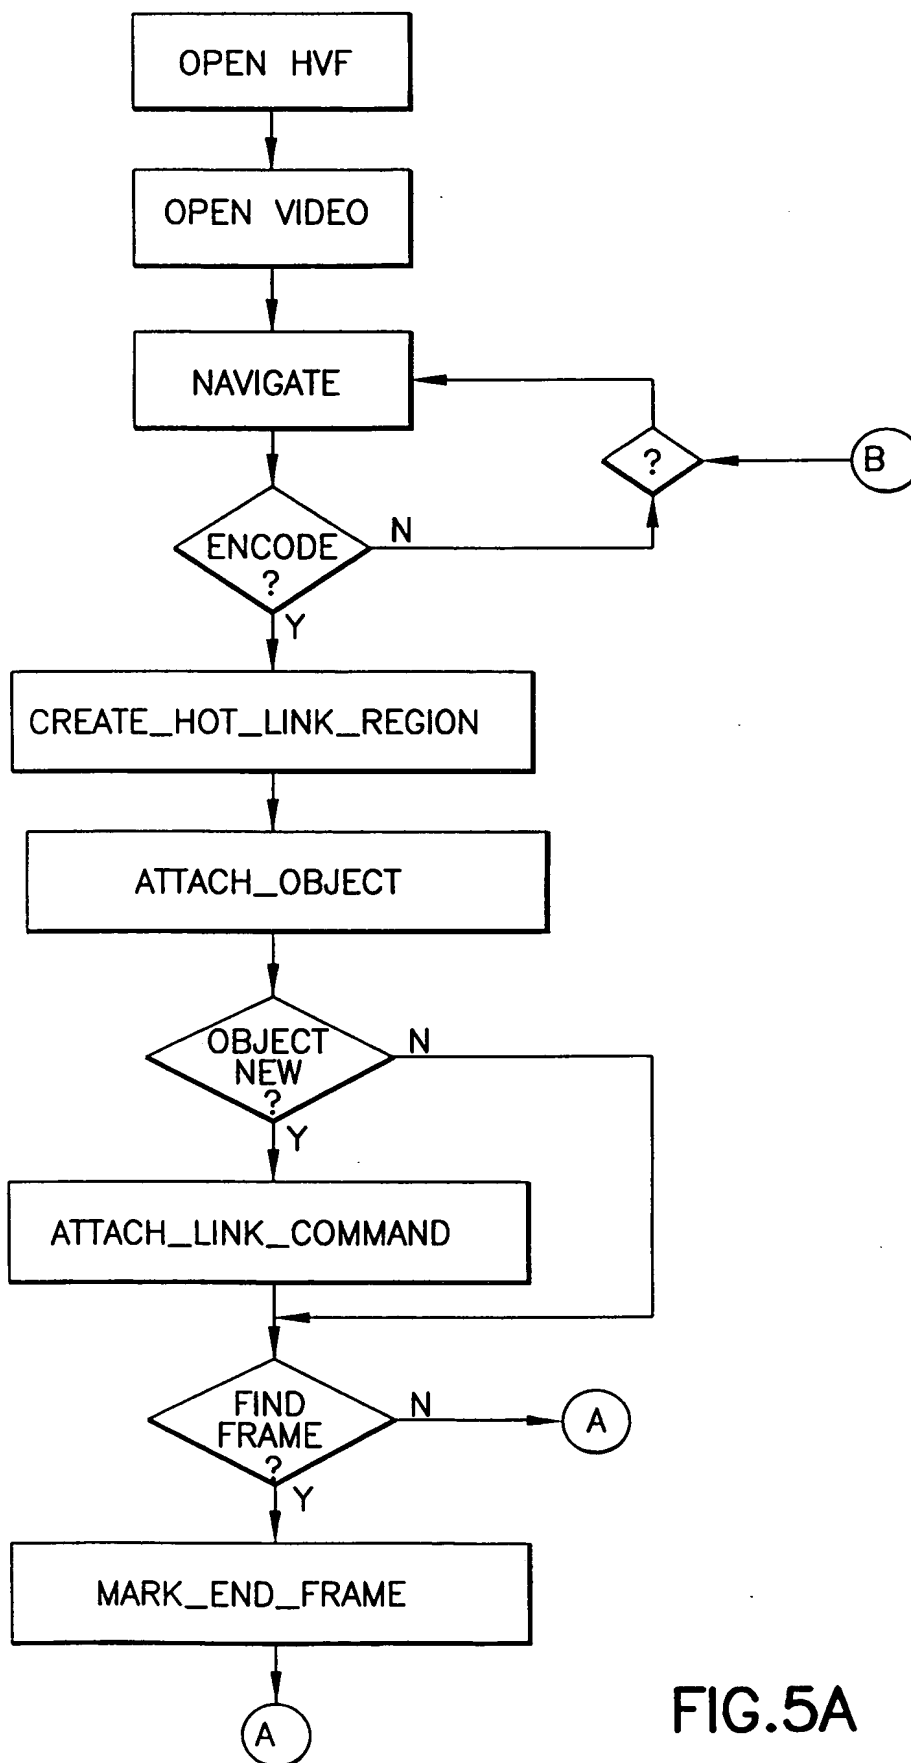 OPEN HVF
OPEN VIDEO
NAVIGATE
?
B
ENCODE
?
N
Y
CREATE_HOT_LINK_REGION
ATTACH_OBJECT
OBJECT
NEW
?
N
Y
ATTACH_LINK_COMMAND
FIND
FRAME
?
N
A
Y
MARK_END_FRAME
A
FIG.5A